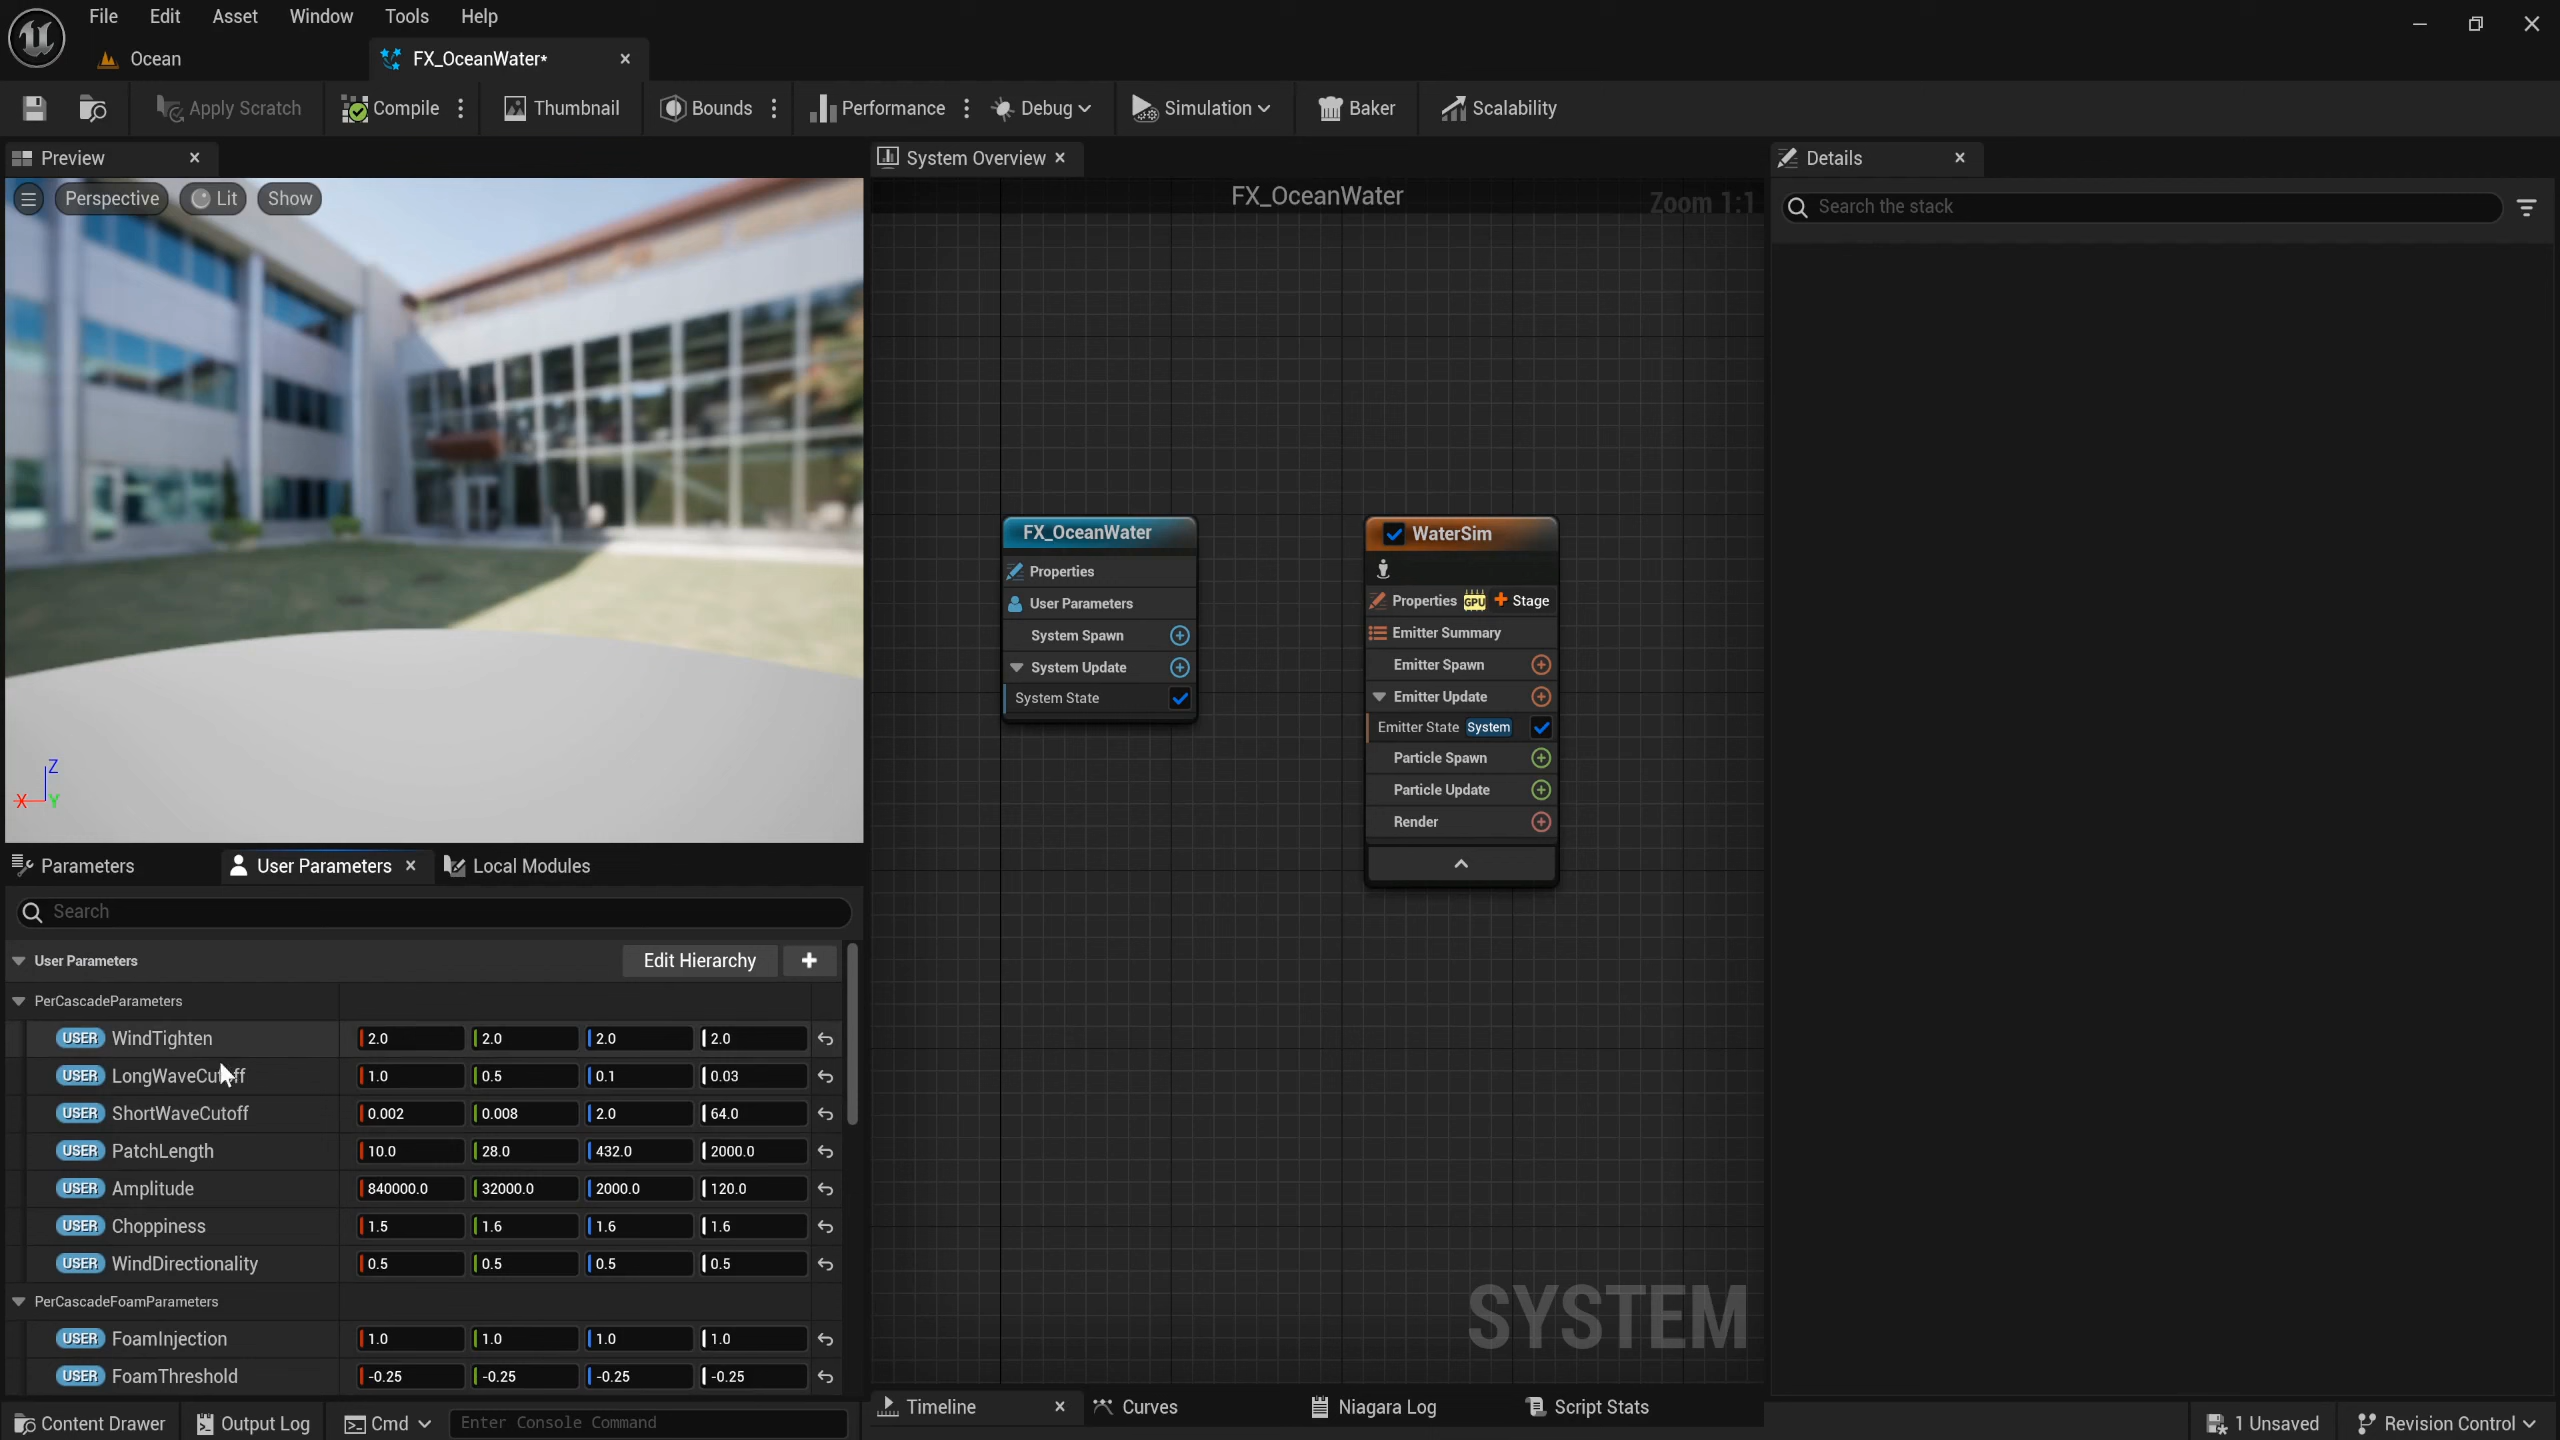 File Edit Asset Window Tools Help
Ocean FX_OceanWater*
Apply Scratch Compile Thumbnail Bounds Performance Debug Simulation Baker Scalability
Preview System Overview Details
Perspective Lit Show
FX_OceanWater Zoom 1:1
Search the stack
FX_OceanWater
Properties
User Parameters
System Spawn
System Update
System State
WaterSim
Properties GPU Stage
Emitter Summary
Emitter Spawn
Emitter Update
Emitter State System
Particle Spawn
Particle Update
Render
Z
X Y
SYSTEM
Parameters User Parameters Local Modules
Search
User Parameters Edit Hierarchy
PerCascadeParameters
USER WindTighten 2.0 2.0 2.0 2.0
USER LongWaveCutoff 1.0 0.5 0.1 0.03
USER ShortWaveCutoff 0.002 0.008 2.0 64.0
USER PatchLength 10.0 28.0 432.0 2000.0
USER Amplitude 840000.0 32000.0 2000.0 120.0
USER Choppiness 1.5 1.6 1.6 1.6
USER WindDirectionality 0.5 0.5 0.5 0.5
PerCascadeFoamParameters
USER FoamInjection 1.0 1.0 1.0 1.0
USER FoamThreshold -0.25 -0.25 -0.25 -0.25
Timeline Curves Niagara Log Script Stats
Content Drawer Output Log Cmd Enter Console Command 1 Unsaved Revision Control